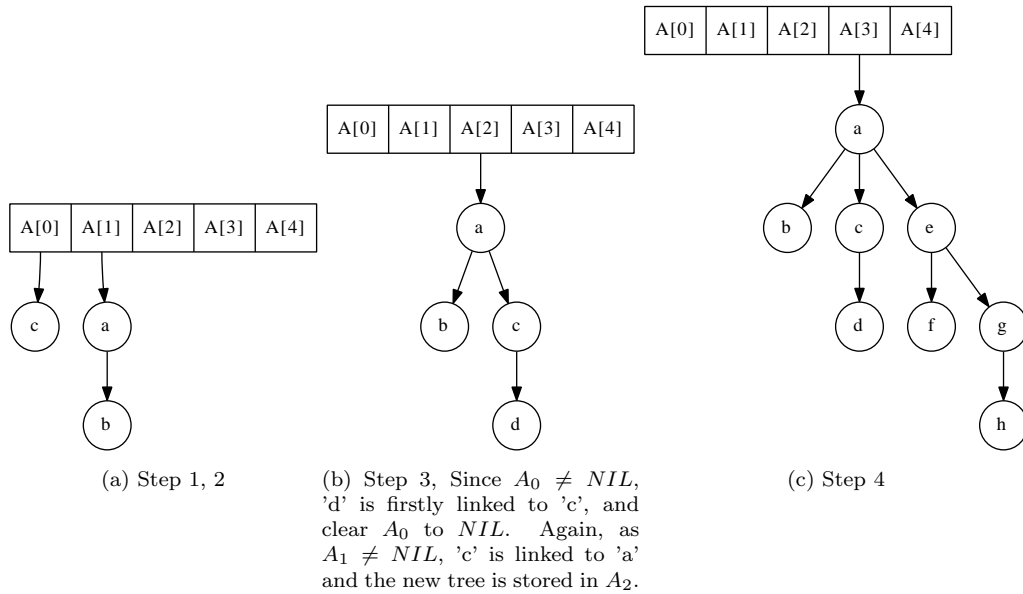 A[0] A[1] A[2] A[3] A[4]
c a
b
(a) Step 1, 2
A[0] A[1] A[2] A[3] A[4]
a
b c
d
(b) Step 3, Since A₀ ≠ NIL,
’d’ is firstly linked to ’c’, and
clear A₀ to NIL. Again, as
A₁ ≠ NIL, ’c’ is linked to ’a’
and the new tree is stored in A₂.
A[0] A[1] A[2] A[3] A[4]
a
b c e
d f g
h
(c) Step 4